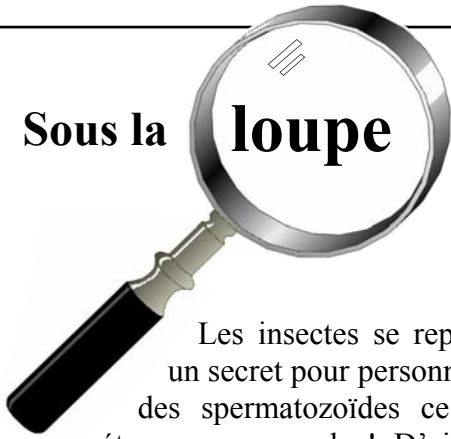 Sous la loupe
Les insectes se rep
un secret pour personn
des spermatozoïdes ce